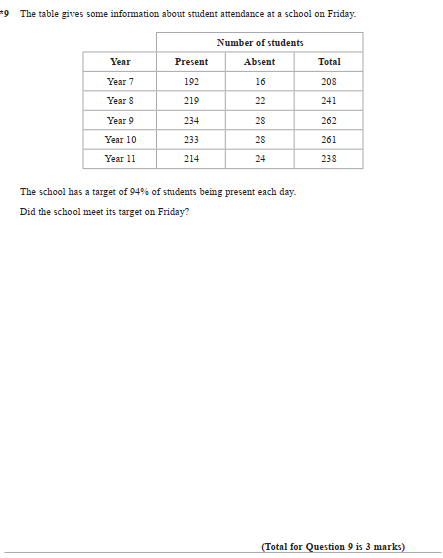 *9 The table gives some information about student attendance at a school on Friday.
Number of students
Year Present Absent Total
Year 7 192 16 208
Year 8 219 22 241
Year 9 234 28 262
Year 10 233 28 261
Year 11 214 24 238
The school has a target of 94% of students being present each day.
Did the school meet its target on Friday?
(Total for Question 9 is 3 marks)